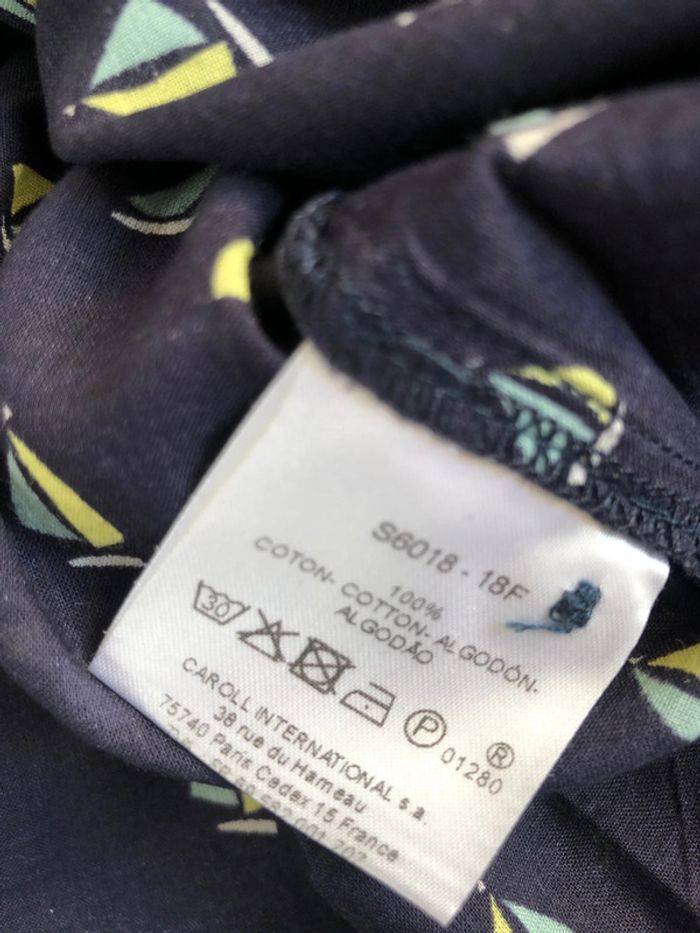 S6018 - 18F
100%
COTON- COTTON- ALGODÓN-
ALGODÃO
30
P
®
01280
CAROLL INTERNATIONAL s.a.
38 rue du Hameau
75740 Paris Cedex 15 France